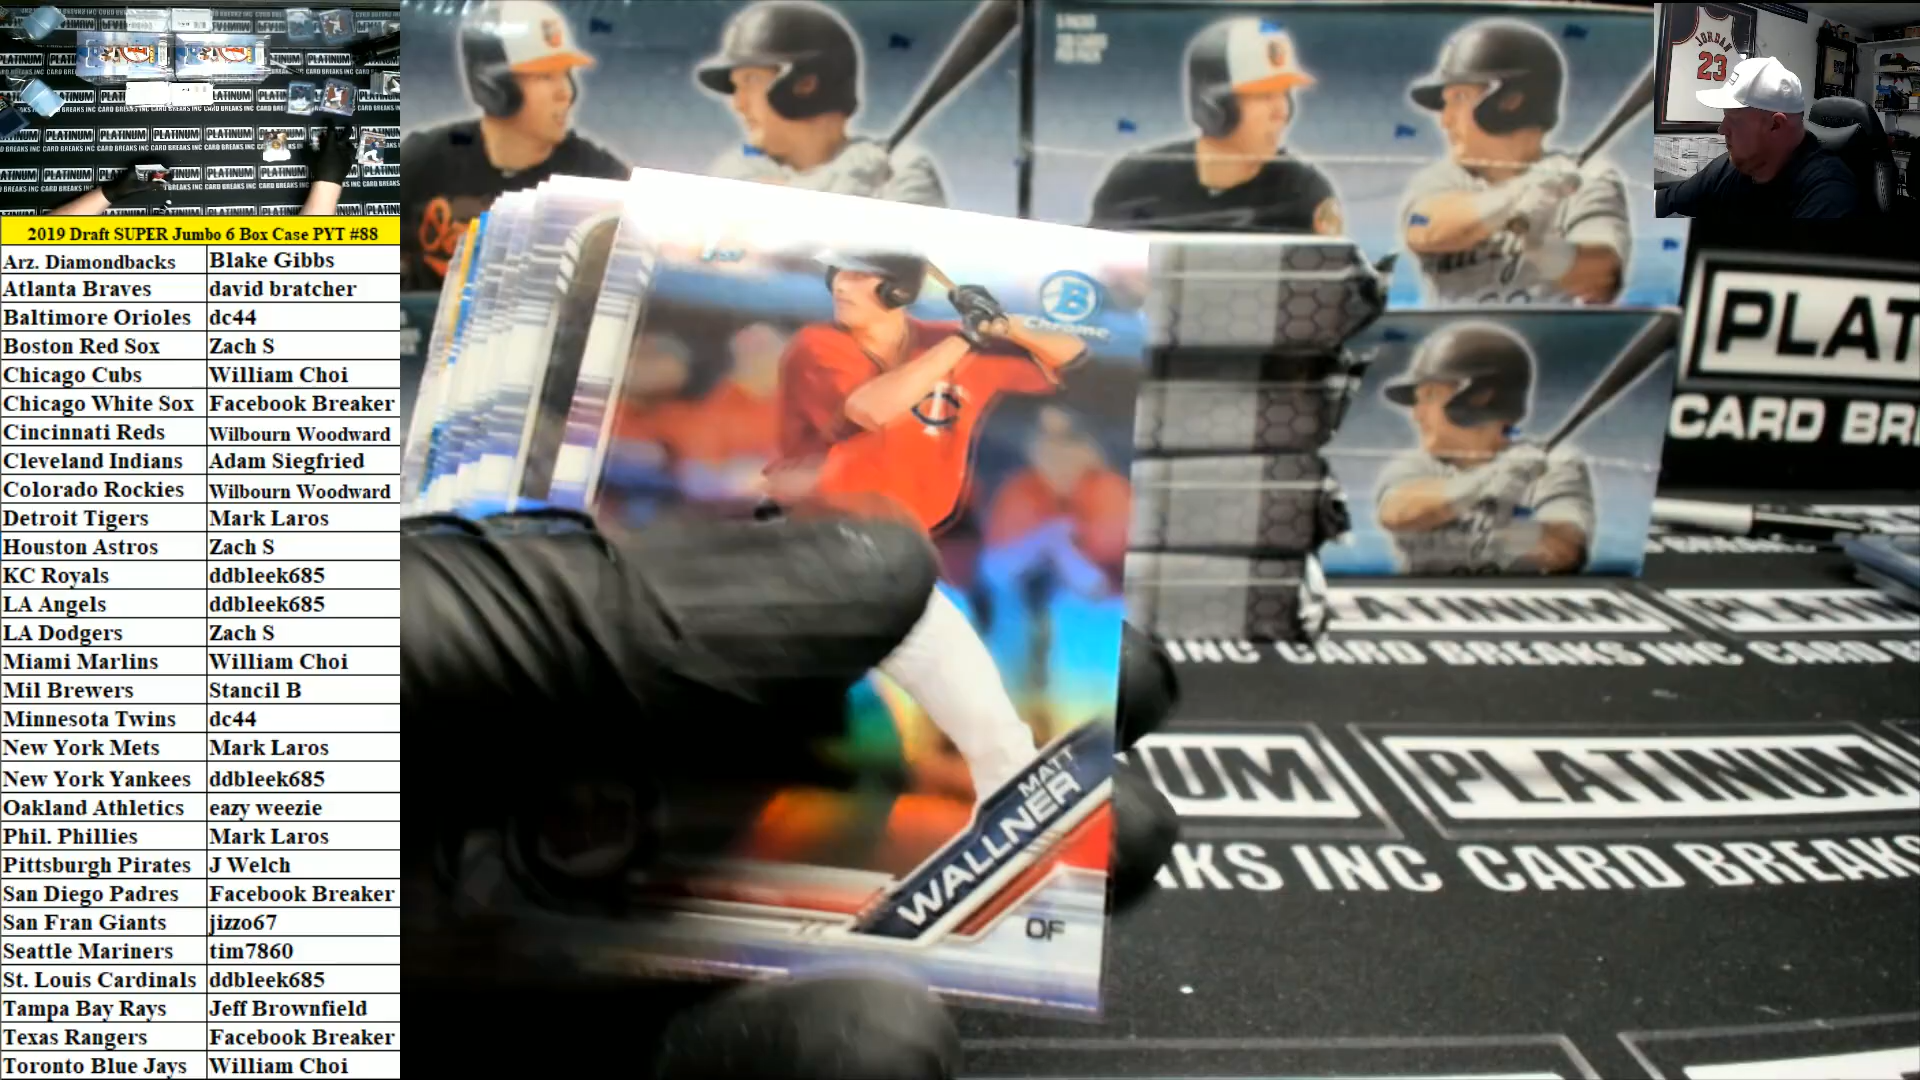 2019 Draft SUPER Jumbo 6 Box Case PYT #88
Arz. Diamondbacks Blake Gibbs
Atlanta Braves david bratcher
Baltimore Orioles dc44
Boston Red Sox Zach S
Chicago Cubs William Choi
Chicago White Sox Facebook Breaker
Cincinnati Reds Wilbourn Woodward
Cleveland Indians Adam Siegfried
Colorado Rockies Wilbourn Woodward
Detroit Tigers Mark Laros
Houston Astros Zach S
KC Royals ddbleek685
LA Angels ddbleek685
LA Dodgers Zach S
Miami Marlins William Choi
Mil Brewers Stancil B
Minnesota Twins dc44
New York Mets Mark Laros
New York Yankees ddbleek685
Oakland Athletics eazy weezie
Phil. Phillies Mark Laros
Pittsburgh Pirates J Welch
San Diego Padres Facebook Breaker
San Fran Giants jizzo67
Seattle Mariners tim7860
St. Louis Cardinals ddbleek685
Tampa Bay Rays Jeff Brownfield
Texas Rangers Facebook Breaker
Toronto Blue Jays William Choi
1st
B
Chrome
MATT
WALLNER
OF
JORDAN
23
PLAT
CARD BR
INC CARD BREAKS INC CARD BREAKS
UM PLATINUM
KS INC CARD BREAKS